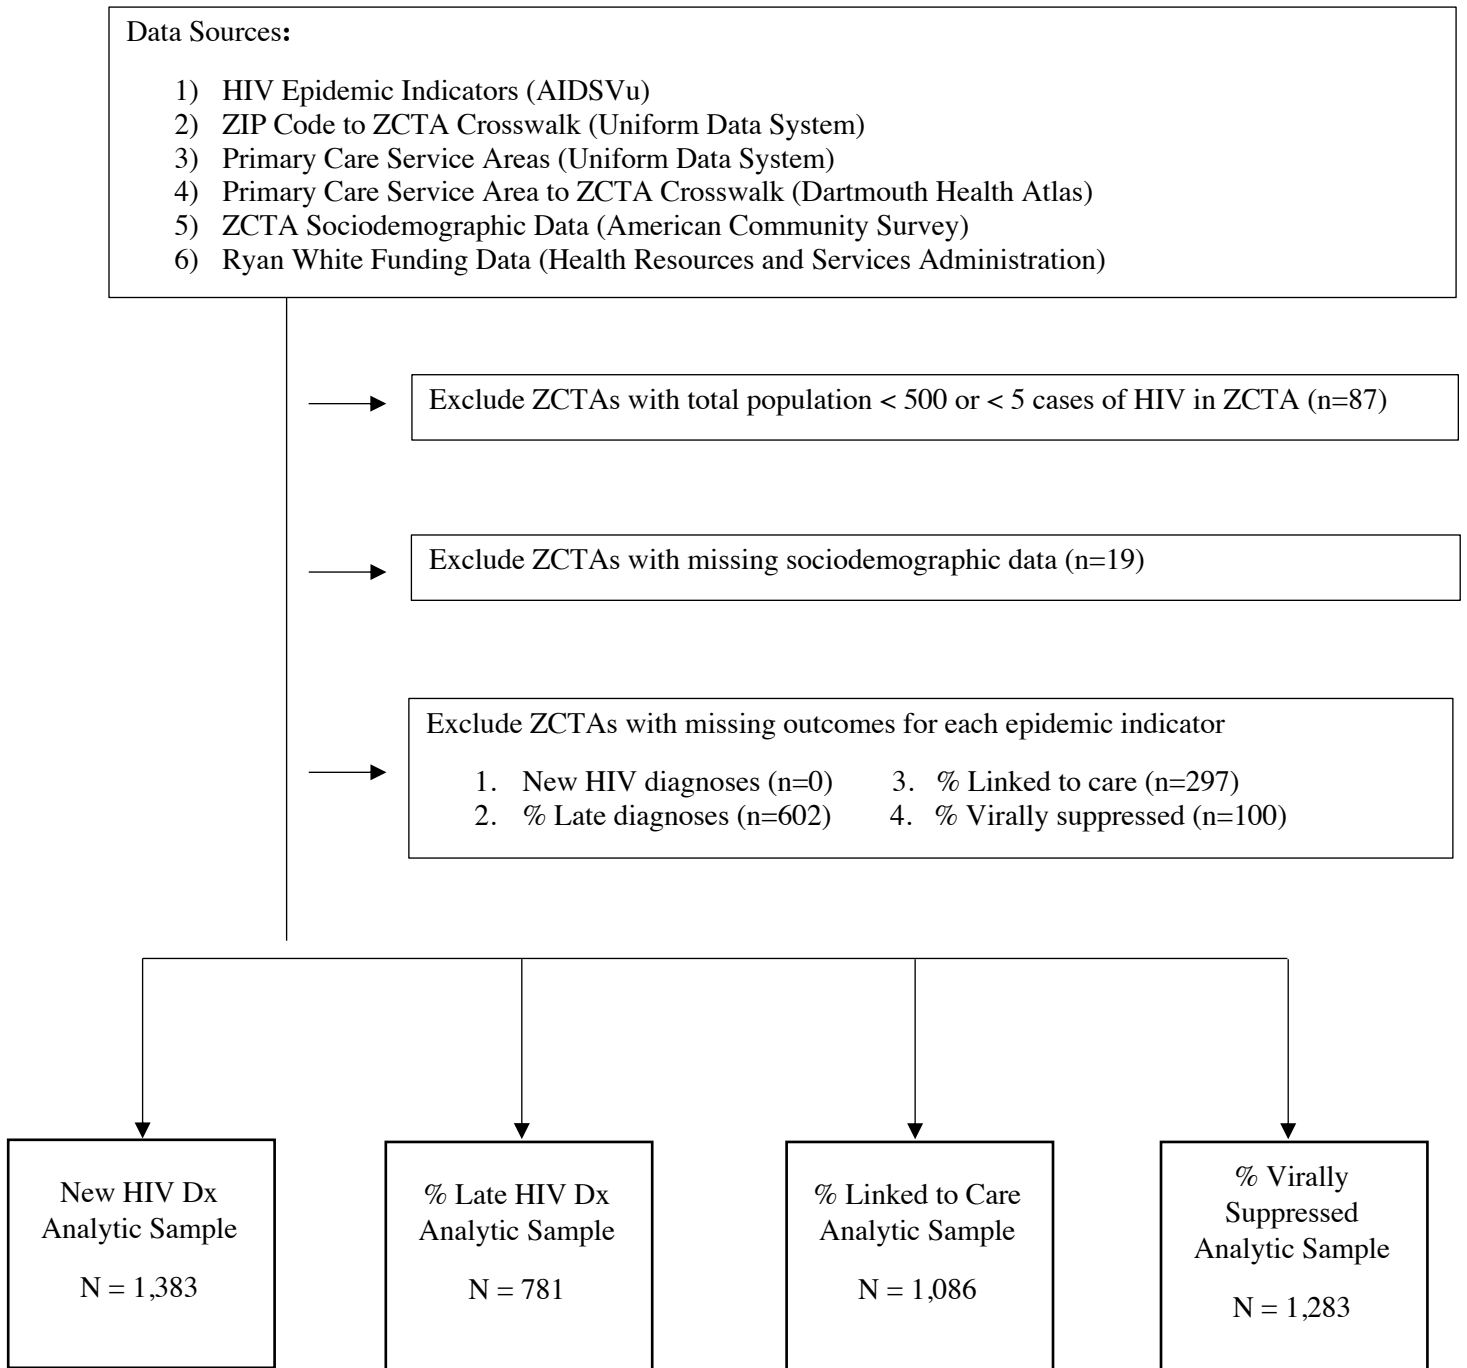 Data Sources:
1) HIV Epidemic Indicators (AIDSVu)
2) ZIP Code to ZCTA Crosswalk (Uniform Data System)
3) Primary Care Service Areas (Uniform Data System)
4) Primary Care Service Area to ZCTA Crosswalk (Dartmouth Health Atlas)
5) ZCTA Sociodemographic Data (American Community Survey)
6) Ryan White Funding Data (Health Resources and Services Administration)
Exclude ZCTAs with total population < 500 or < 5 cases of HIV in ZCTA (n=87)
Exclude ZCTAs with missing sociodemographic data (n=19)
Exclude ZCTAs with missing outcomes for each epidemic indicator
1. New HIV diagnoses (n=0)
2. % Late diagnoses (n=602)
3. % Linked to care (n=297)
4. % Virally suppressed (n=100)
New HIV Dx
Analytic Sample
N = 1,383
% Late HIV Dx
Analytic Sample
N = 781
% Linked to Care
Analytic Sample
N = 1,086
% Virally
Suppressed
Analytic Sample
N = 1,283